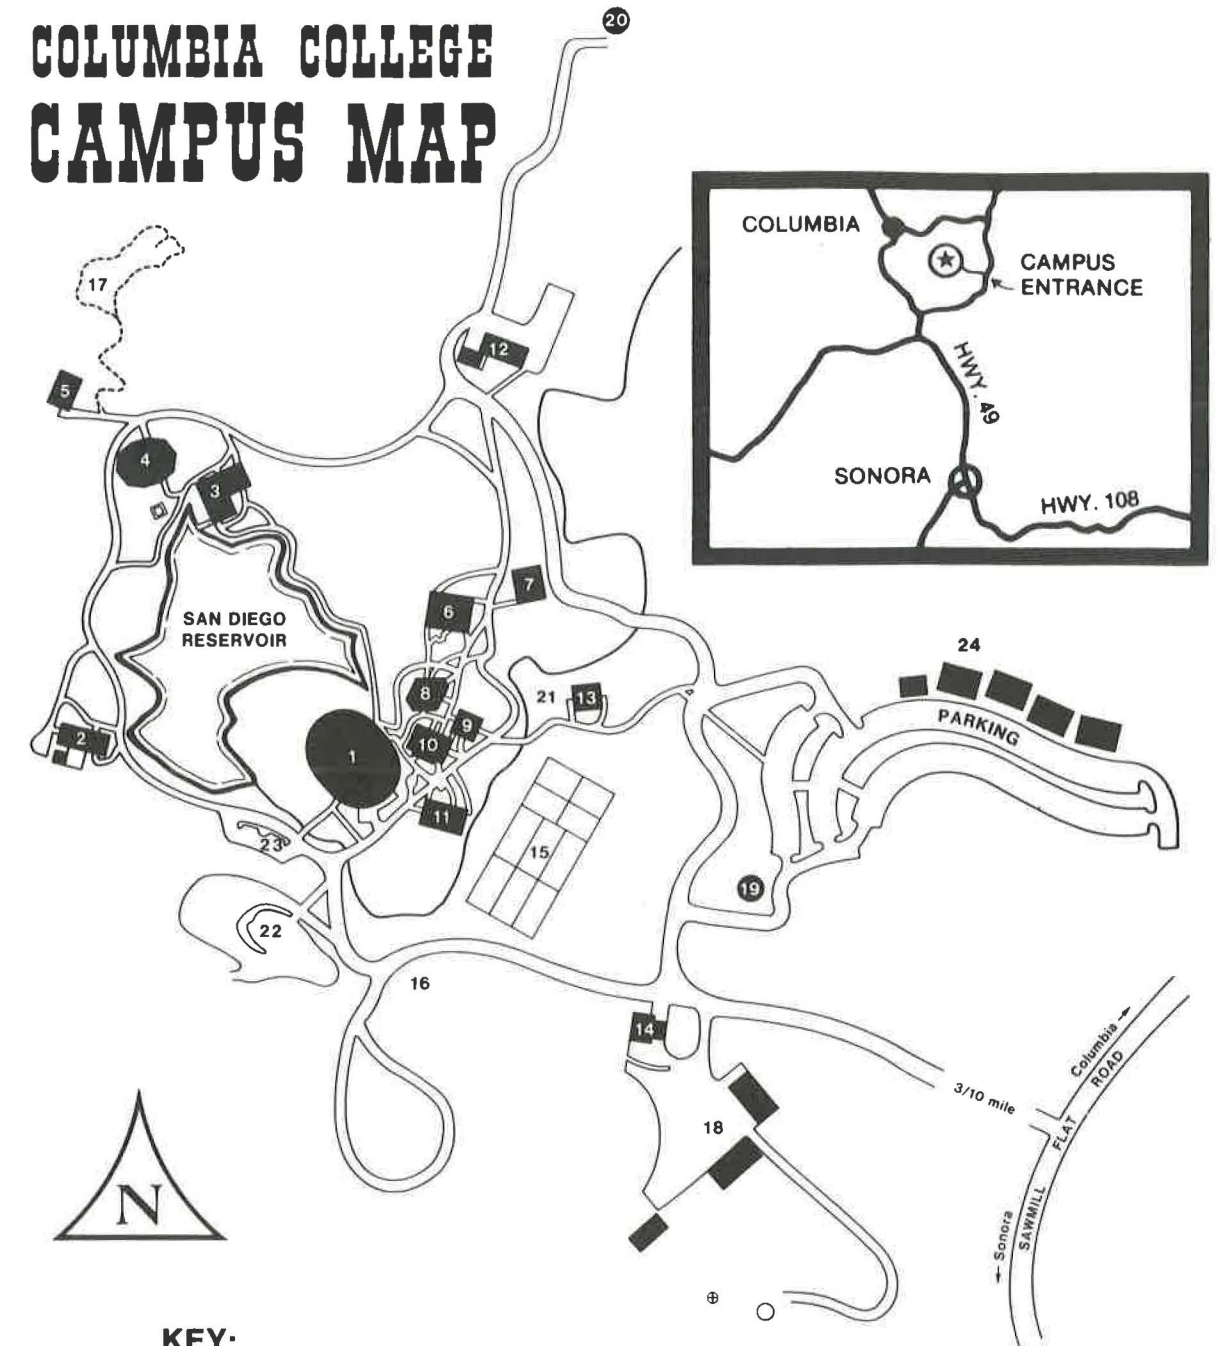 COLUMBIA COLLEGE
CAMPUS MAP
20
COLUMBIA
CAMPUS
ENTRANCE
HWY. 49
SONORA
HWY. 108
17
12
5
4
3
7
6
SAN DIEGO
RESERVOIR
24
8
21
13
9
PARKING
2
10
1
11
23
15
19
22
16
14
Columbia
ROAD
3/10 mile
18
FLAT
N
SAWMILL
Sonora
KEY: